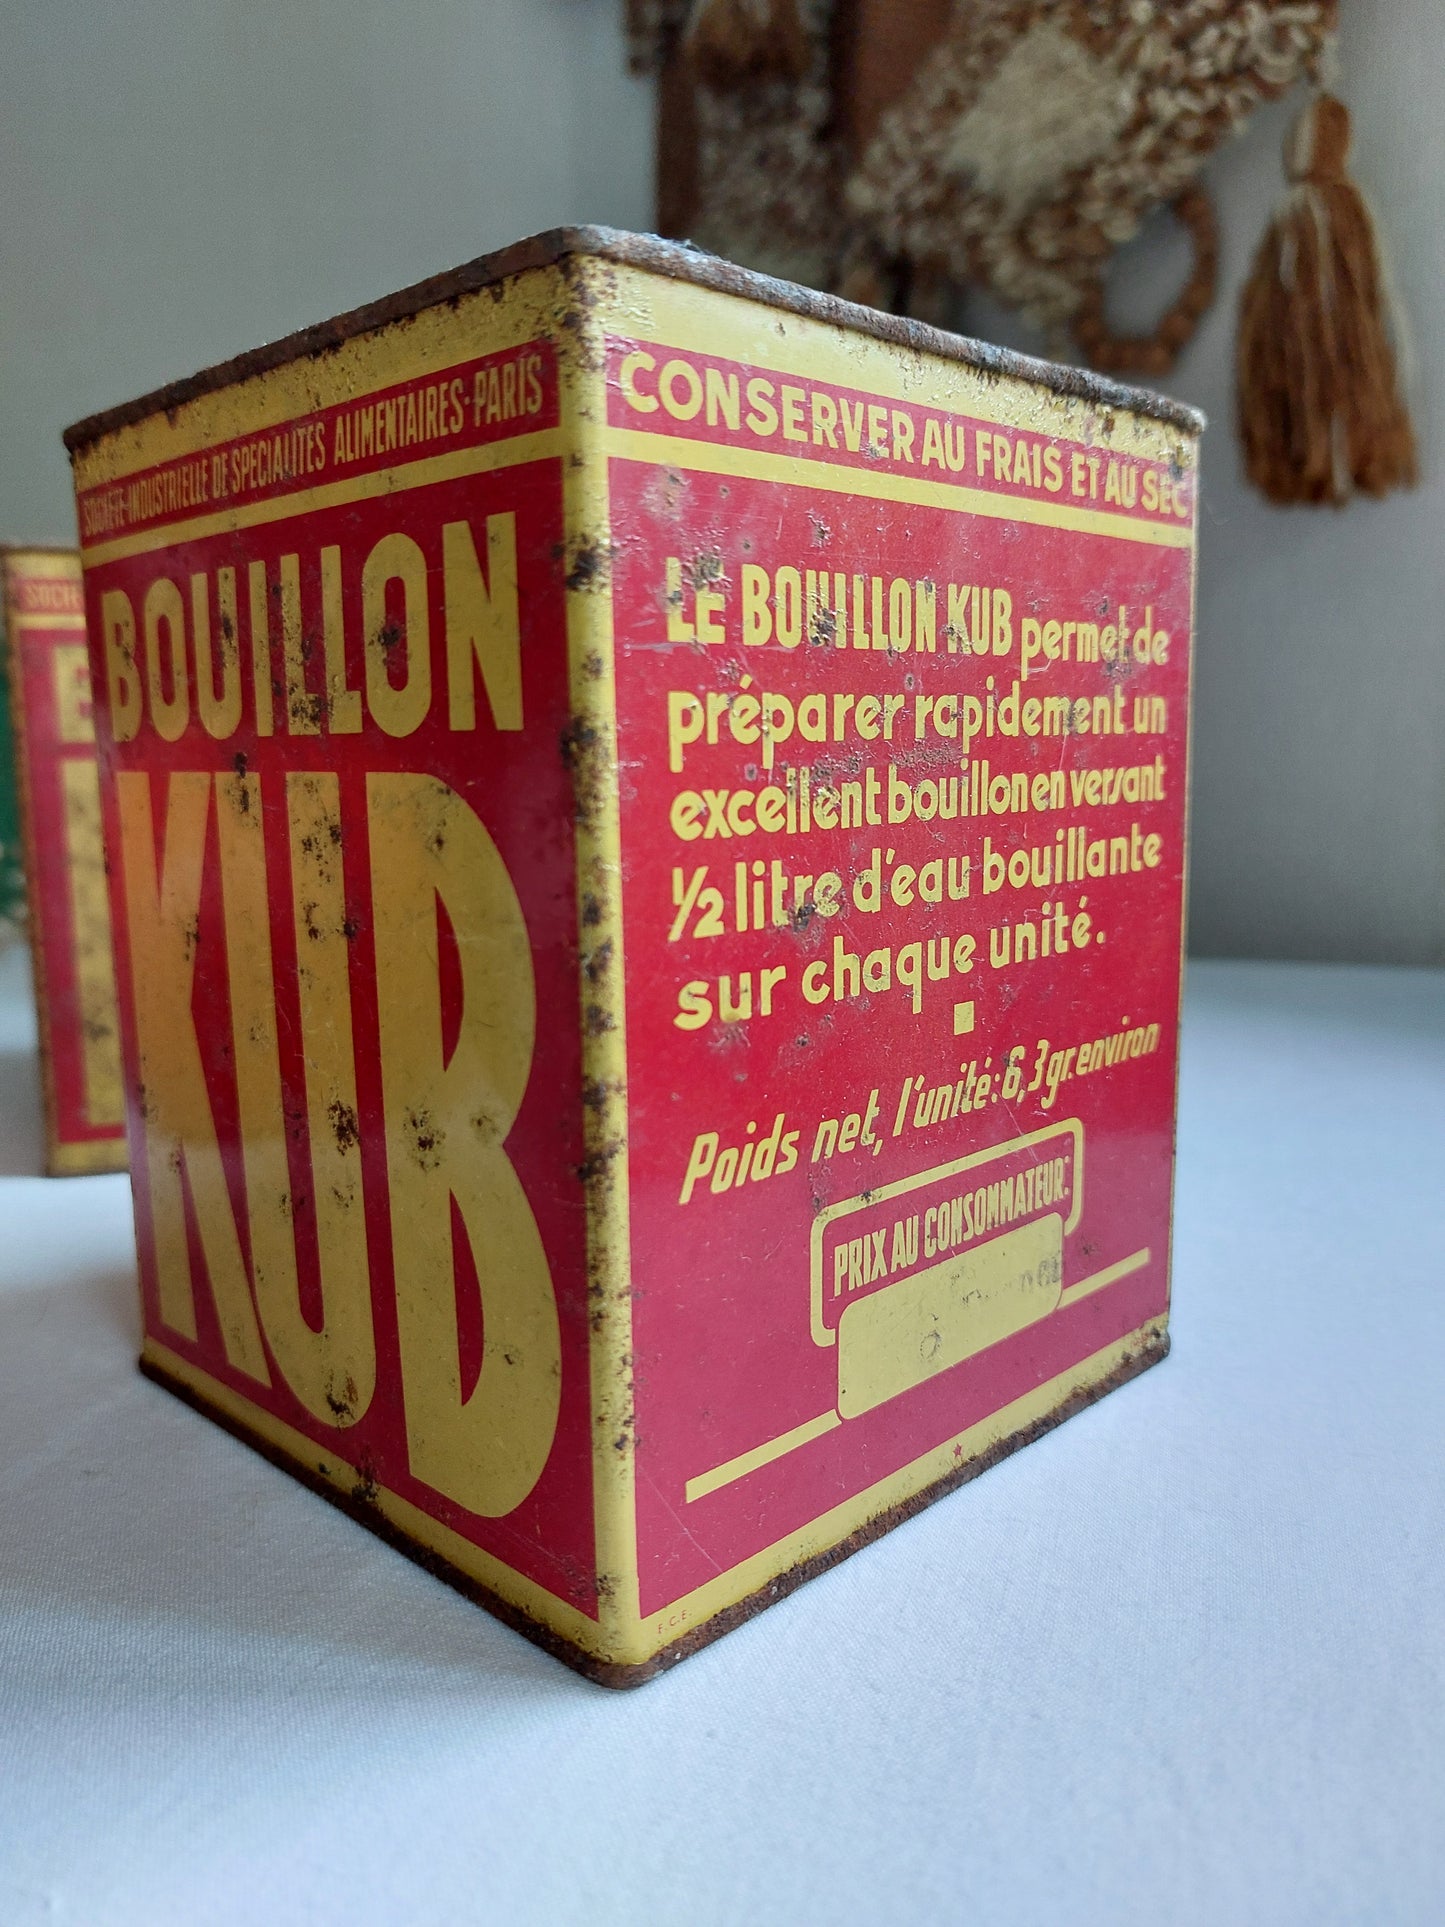 SOCIÉTÉ-INDUSTRIELLE DE SPÉCIALITÉS ALIMENTAIRES-PARIS
BOUILLON
KUB
CONSERVER AU FRAIS ET AU SEC
LE BOUILLON KUB permet de
préparer rapidement un
excellent bouillon en versant
1/2 litre d'eau bouillante
sur chaque unité.
Poids net, l'unité: 6,3 gr. environ
PRIX AU CONSOMMATEUR:
F.C.E.